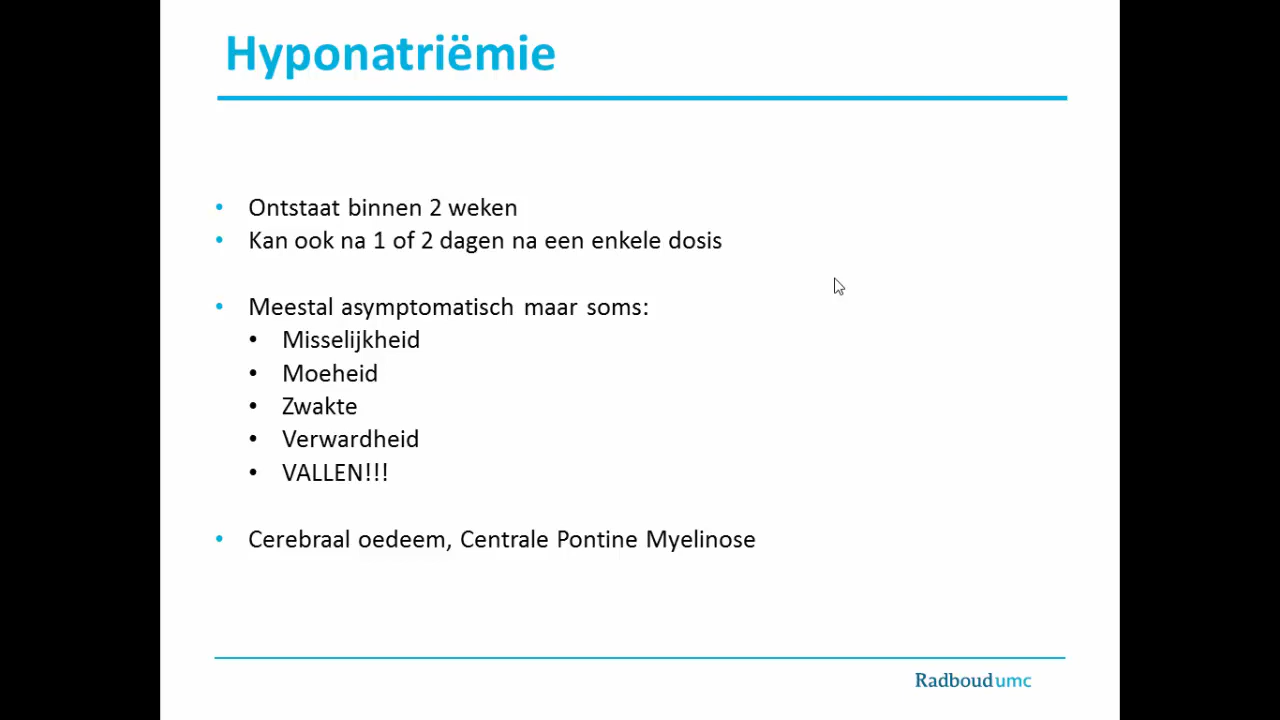 Hyponatriëmie
• Ontstaat binnen 2 weken
• Kan ook na 1 of 2 dagen na een enkele dosis
• Meestal asymptomatisch maar soms:
• Misselijkheid
• Moeheid
• Zwakte
• Verwardheid
• VALLEN!!!
• Cerebraal oedeem, Centrale Pontine Myelinose
Radboudumc